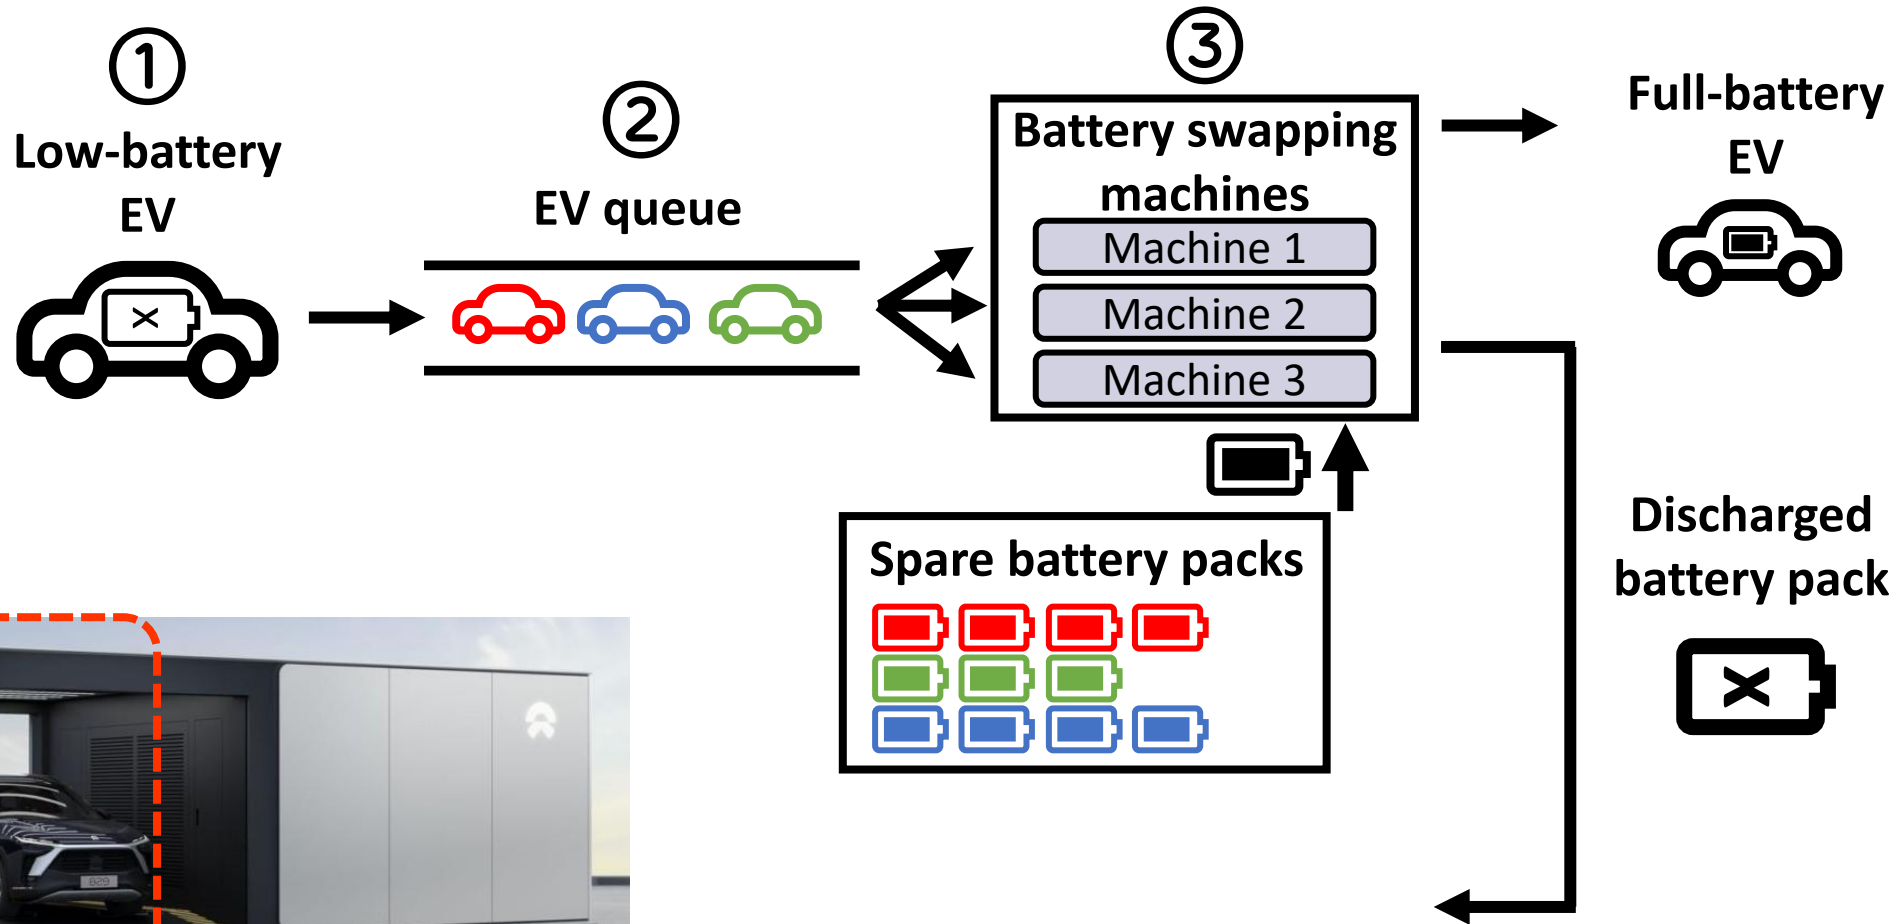 ①
Low-battery
EV
②
EV queue
③
Battery swapping
machines
Machine 1
Machine 2
Machine 3
Full-battery
EV
Spare battery packs
Discharged
battery pack
829